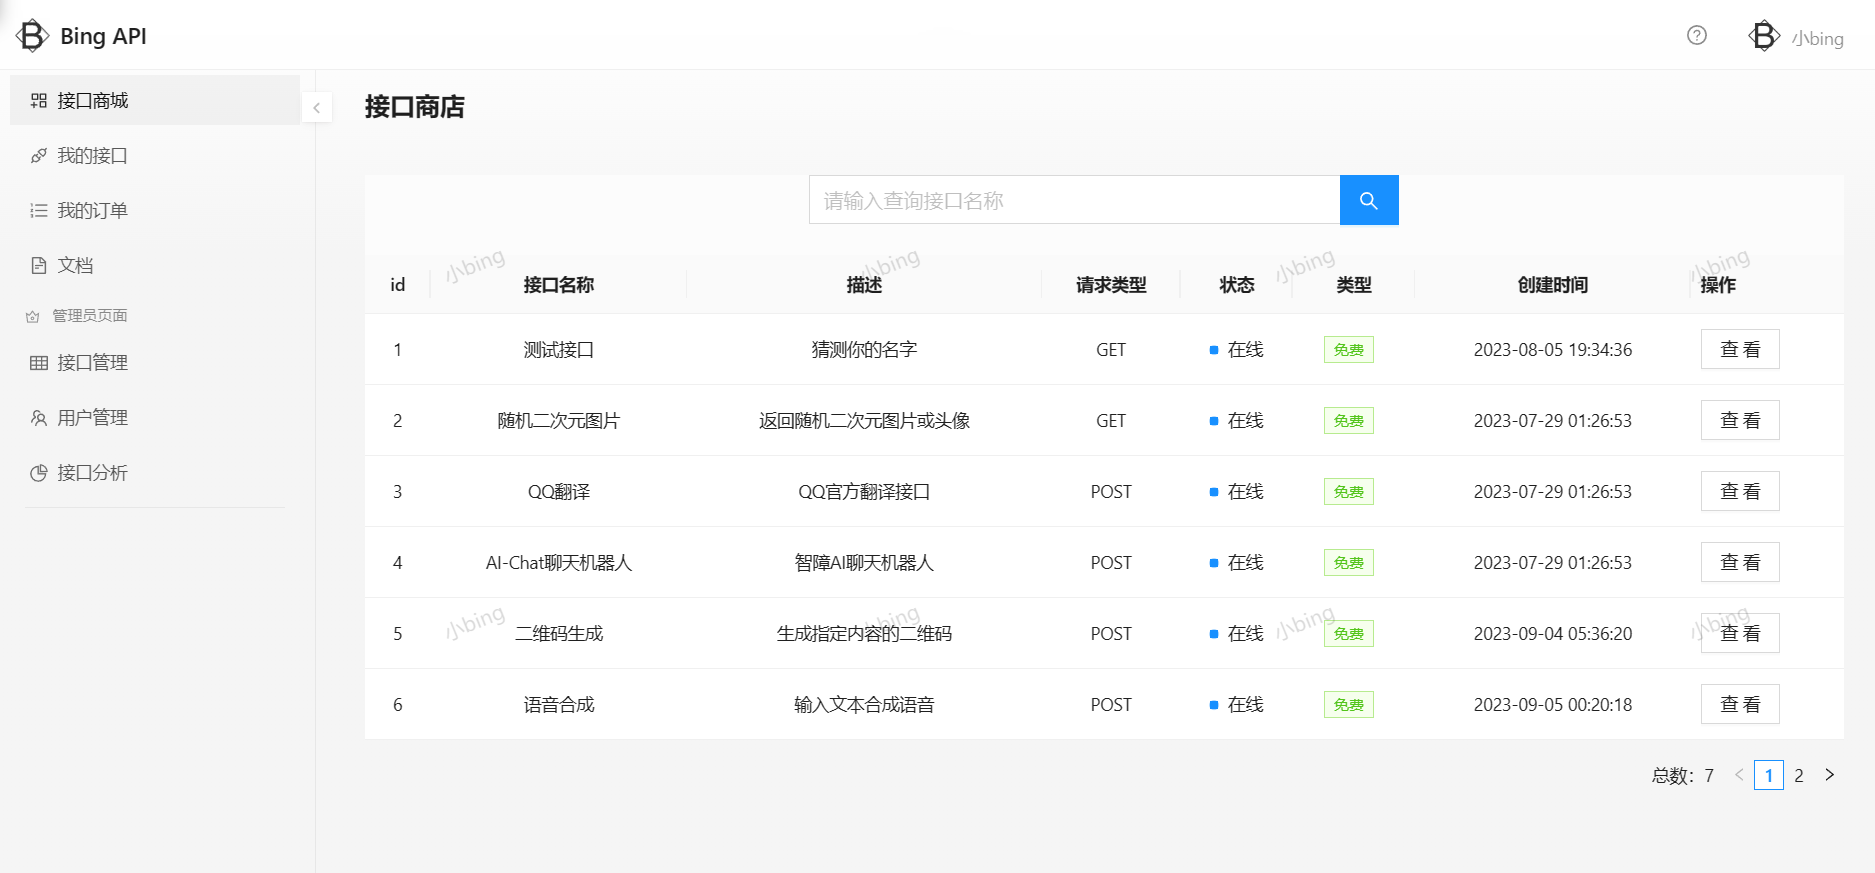 Bing API
小bing
接口商城
我的接口
我的订单
文档
管理员页面
接口管理
用户管理
接口分析
接口商店
请输入查询接口名称
小bing 小bing 小bing 小bing
id 接口名称 描述 请求类型 状态 类型 创建时间 操作
1 测试接口 猜测你的名字 GET 在线 免费 2023-08-05 19:34:36 查 看
2 随机二次元图片 返回随机二次元图片或头像 GET 在线 免费 2023-07-29 01:26:53 查 看
3 QQ翻译 QQ官方翻译接口 POST 在线 免费 2023-07-29 01:26:53 查 看
4 AI-Chat聊天机器人 智障AI聊天机器人 POST 在线 免费 2023-07-29 01:26:53 查 看
小bing 小bing 小bing 小bing
5 二维码生成 生成指定内容的二维码 POST 在线 免费 2023-09-04 05:36:20 查 看
6 语音合成 输入文本合成语音 POST 在线 免费 2023-09-05 00:20:18 查 看
总数：7 < 1 2 >